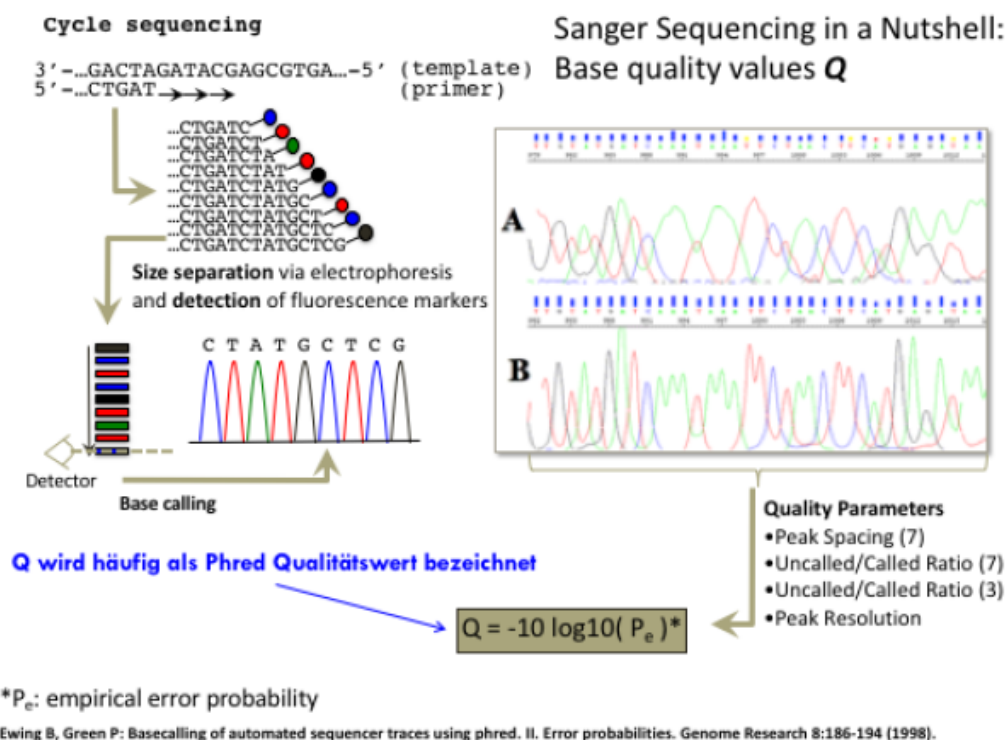 Cycle sequencing
Sanger Sequencing in a Nutshell:
Base quality values Q
3’-…GACTAGATACGAGCGTGA…-5’ (template)
5’-…CTGAT (primer)
…CTGATC
…CTGATCT
…CTGATCTA
…CTGATCTAT
…CTGATCTATG
…CTGATCTATGC
…CTGATCTATGCT
…CTGATCTATGCTC
…CTGATCTATGCTCG
Size separation via electrophoresis
and detection of fluorescence markers
A
B
C T A T G C T C G
Detector
Base calling
Quality Parameters
•Peak Spacing (7)
•Uncalled/Called Ratio (7)
•Uncalled/Called Ratio (3)
•Peak Resolution
Q wird häufig als Phred Qualitätswert bezeichnet
Q = -10 log10( Pe )*
*Pe: empirical error probability
Ewing B, Green P: Basecalling of automated sequencer traces using phred. II. Error probabilities. Genome Research 8:186-194 (1998).